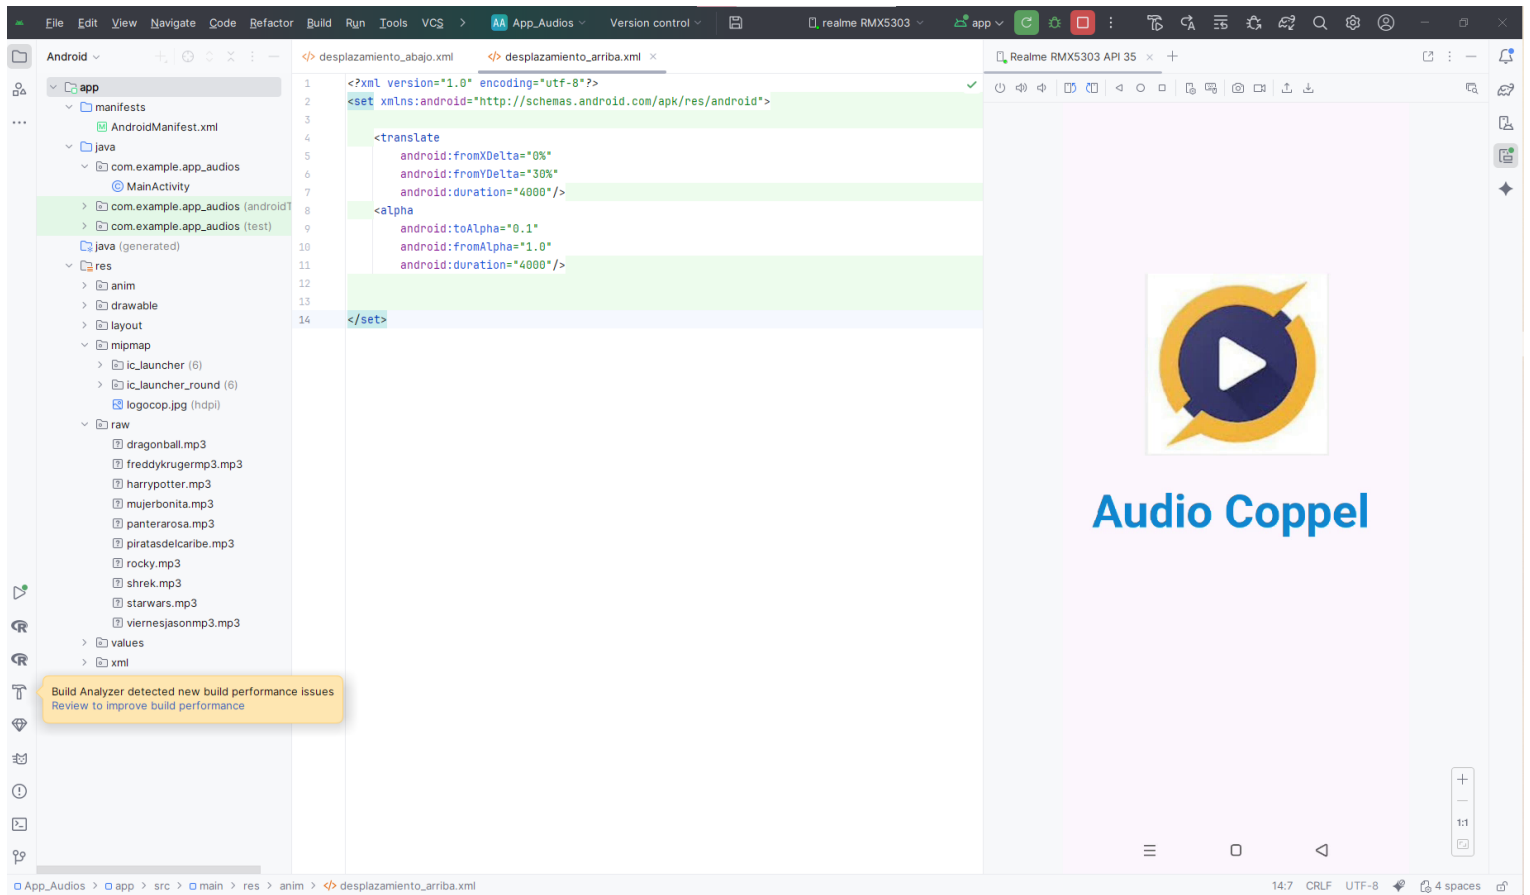 File Edit View Navigate Code Refactor Build Run Tools VCS AA App_Audios Version control realme RMX5303 app
Android
desplazamiento_abajo.xml desplazamiento_arriba.xml
Realme RMX5303 API 35
app
manifests
AndroidManifest.xml
java
com.example.app_audios
MainActivity
com.example.app_audios (androidT
com.example.app_audios (test)
java (generated)
res
anim
drawable
layout
mipmap
ic_launcher (6)
ic_launcher_round (6)
logocop.jpg (hdpi)
raw
dragonball.mp3
freddykrugermp3.mp3
harrypotter.mp3
mujerbonita.mp3
panterarosa.mp3
piratasdelcaribe.mp3
rocky.mp3
shrek.mp3
starwars.mp3
viernesjasonmp3.mp3
values
xml
Build Analyzer detected new build performance issues
Review to improve build performance
1 <?xml version="1.0" encoding="utf-8"?>
2 <set xmlns:android="http://schemas.android.com/apk/res/android">
3
4 <translate
5 android:fromXDelta="0%"
6 android:fromYDelta="30%"
7 android:duration="4000"/>
8 <alpha
9 android:toAlpha="0.1"
10 android:fromAlpha="1.0"
11 android:duration="4000"/>
12
13
14 </set>
Audio Coppel
1:1
App_Audios > app > src > main > res > anim > desplazamiento_arriba.xml
14:7 CRLF UTF-8 4 spaces